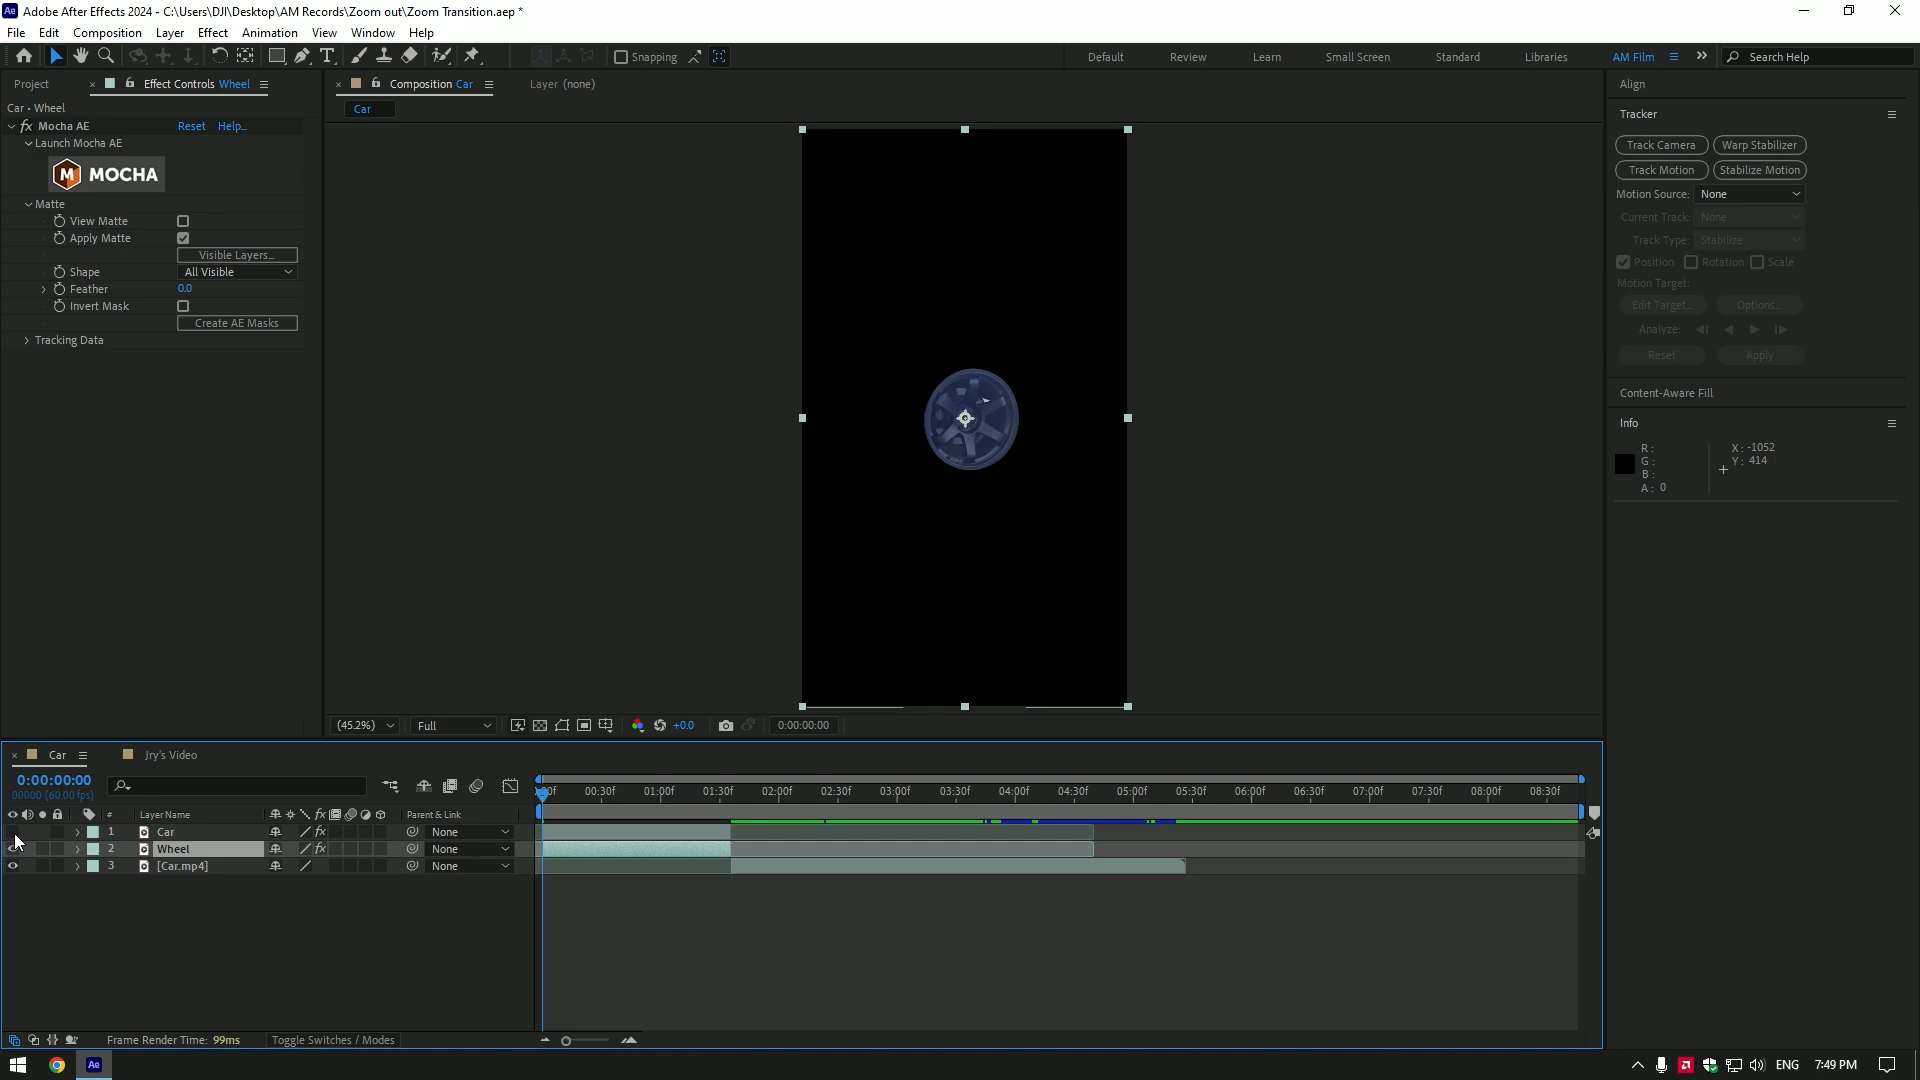 Adobe After Effects 2024 - C:\Users\DJI\Desktop\AM Records\Zoom out\Zoom Transition.aep *
File Edit Composition Layer Effect Animation View Window Help
Snapping
Default Review Learn Small Screen Standard Libraries AM Film Search Help
Project Effect Controls Wheel
Composition Car Layer (none)
Align
Car • Wheel
Car
fx Mocha AE Reset Help...
Launch Mocha AE
M MOCHA
Matte
View Matte
Apply Matte
Visible Layers...
Shape All Visible
Feather 0.0
Invert Mask
Create AE Masks
Tracking Data
Tracker
Track Camera Warp Stabilizer
Track Motion Stabilize Motion
Motion Source: None
Current Track: None
Track Type: Stabilize
Position Rotation Scale
Motion Target:
Edit Target... Options...
Analyze:
Reset Apply
Content-Aware Fill
Info
R: X: -1052
G: Y: 414
B:
A: 0
(45.2%) Full +0.0 0:00:00:00
Car Jry's Video
0:00:00:00
00000 (60.00 fps)
00:30f 01:00f 01:30f 02:00f 02:30f 03:00f 03:30f 04:00f 04:30f 05:00f 05:30f 06:00f 06:30f 07:00f 07:30f 08:00f 08:30f
# Layer Name fx Parent & Link
1 Car fx None
2 Wheel fx None
3 [Car.mp4] None
Frame Render Time: 99ms Toggle Switches / Modes
Ae ENG 7:49 PM